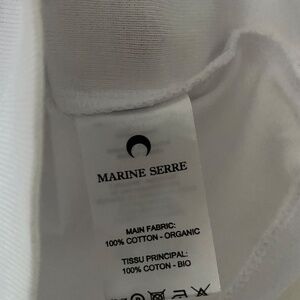 MARINE SERRE
MAIN FABRIC:
100% COTTON - ORGANIC
TISSU PRINCIPAL:
100% COTON - BIO